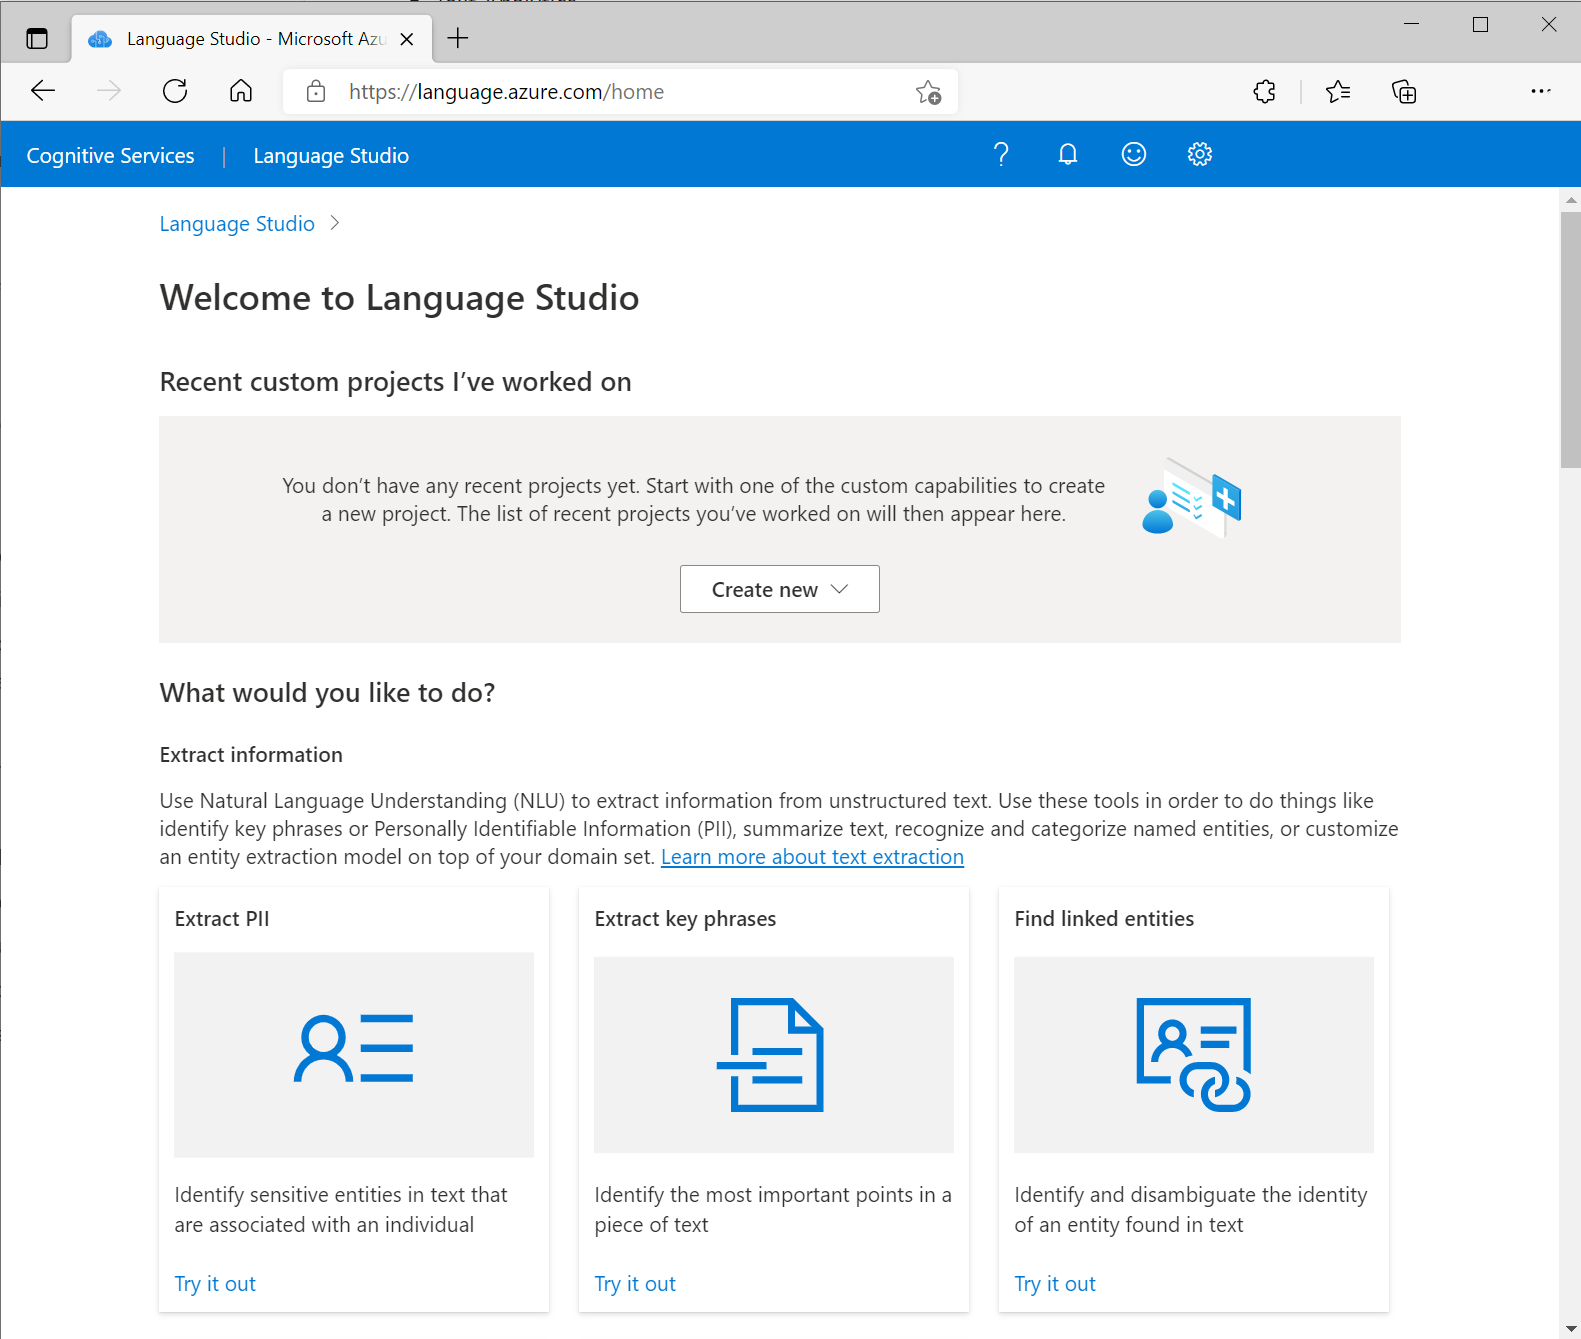 Language Studio - Microsoft Azu
https://language.azure.com/home
Cognitive Services | Language Studio
Language Studio
Welcome to Language Studio
Recent custom projects I’ve worked on
You don’t have any recent projects yet. Start with one of the custom capabilities to create
a new project. The list of recent projects you’ve worked on will then appear here.
Create new
What would you like to do?
Extract information
Use Natural Language Understanding (NLU) to extract information from unstructured text. Use these tools in order to do things like
identify key phrases or Personally Identifiable Information (PII), summarize text, recognize and categorize named entities, or customize
an entity extraction model on top of your domain set. Learn more about text extraction
Extract PII
Identify sensitive entities in text that
are associated with an individual
Try it out
Extract key phrases
Identify the most important points in a
piece of text
Try it out
Find linked entities
Identify and disambiguate the identity
of an entity found in text
Try it out